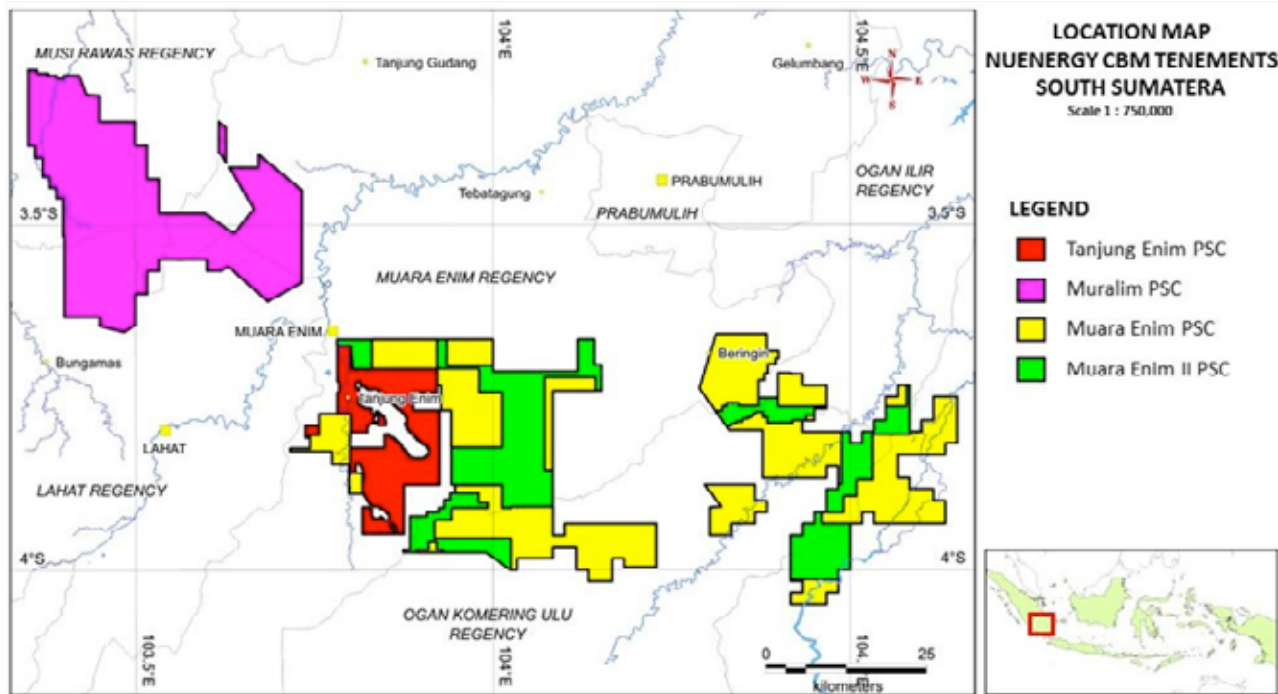 LOCATION MAP
NUENERGY CBM TENEMENTS
SOUTH SUMATERA
Scale 1 : 750,000
LEGEND
Tanjung Enim PSC
Muralim PSC
Muara Enim PSC
Muara Enim II PSC
MUSI RAWAS REGENCY
Tanjung Gudang
104°E
Gelumbang
104.5°E
N
W
E
S
Tebatagung
PRABUMULIH
PRABUMULIH
OGAN ILIR
REGENCY
3.5°S
3.5°S
MUARA ENIM REGENCY
MUARA ENIM
Bungamas
Beringin
Tanjung Enim
LAHAT
LAHAT REGENCY
4°S
4°S
OGAN KOMERING ULU
REGENCY
103.5°E
104°E
0
25
kilometers